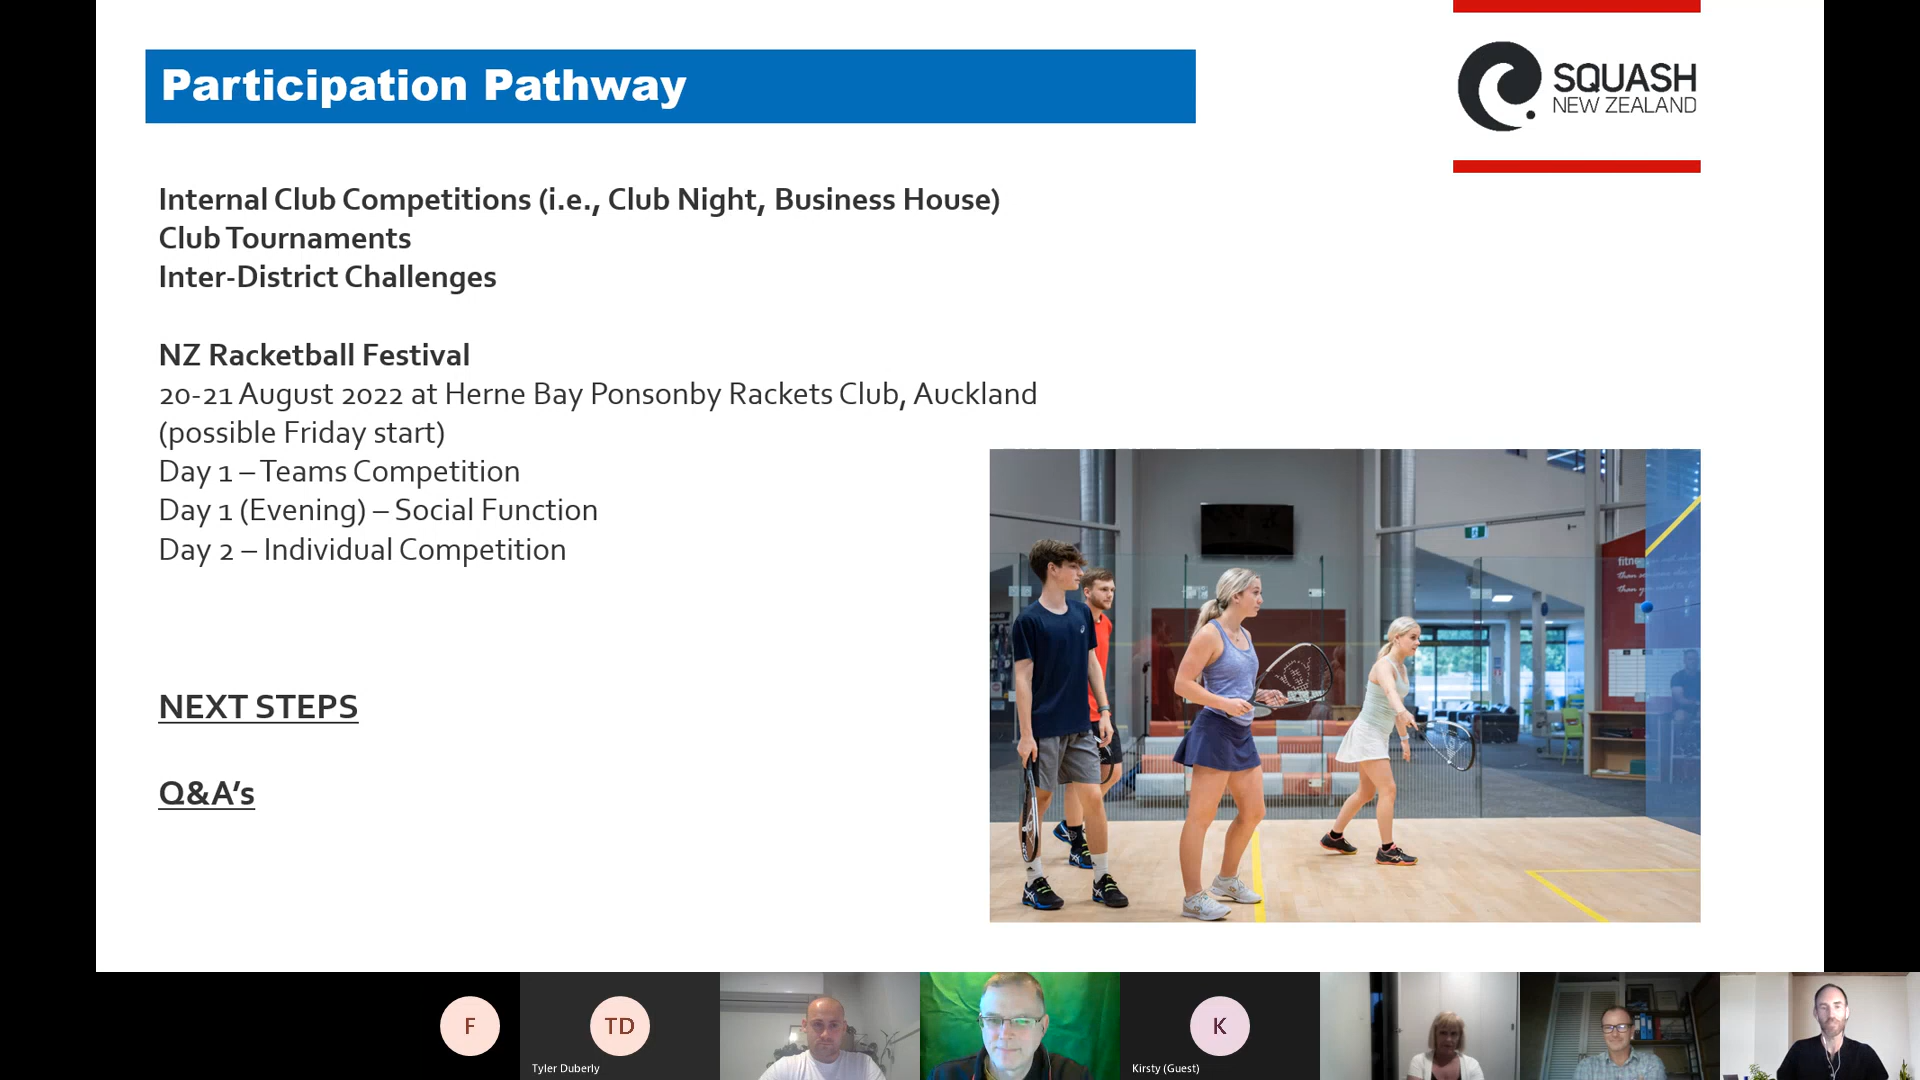 Participation Pathway
SQUASH
NEW ZEALAND
Internal Club Competitions (i.e., Club Night, Business House)
Club Tournaments
Inter-District Challenges
NZ Racketball Festival
20-21 August 2022 at Herne Bay Ponsonby Rackets Club, Auckland
(possible Friday start)
Day 1 – Teams Competition
Day 1 (Evening) – Social Function
Day 2 – Individual Competition
NEXT STEPS
Q&A's
F
TD
K
Tyler Duberly
Kirsty (Guest)